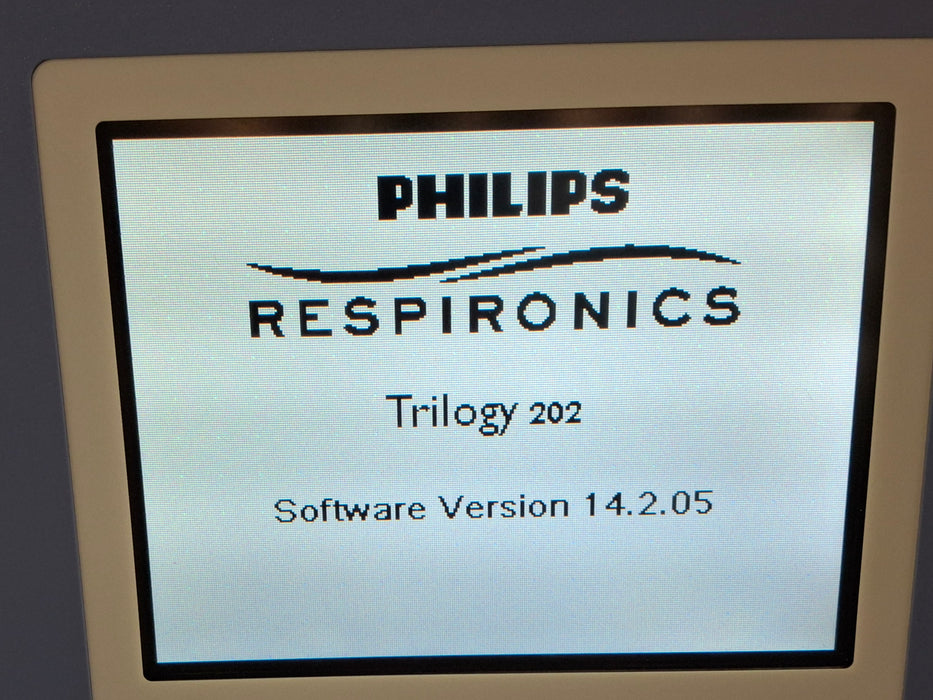 PHILIPS
RESPIRONICS
Trilogy 202
Software Version 14.2.05